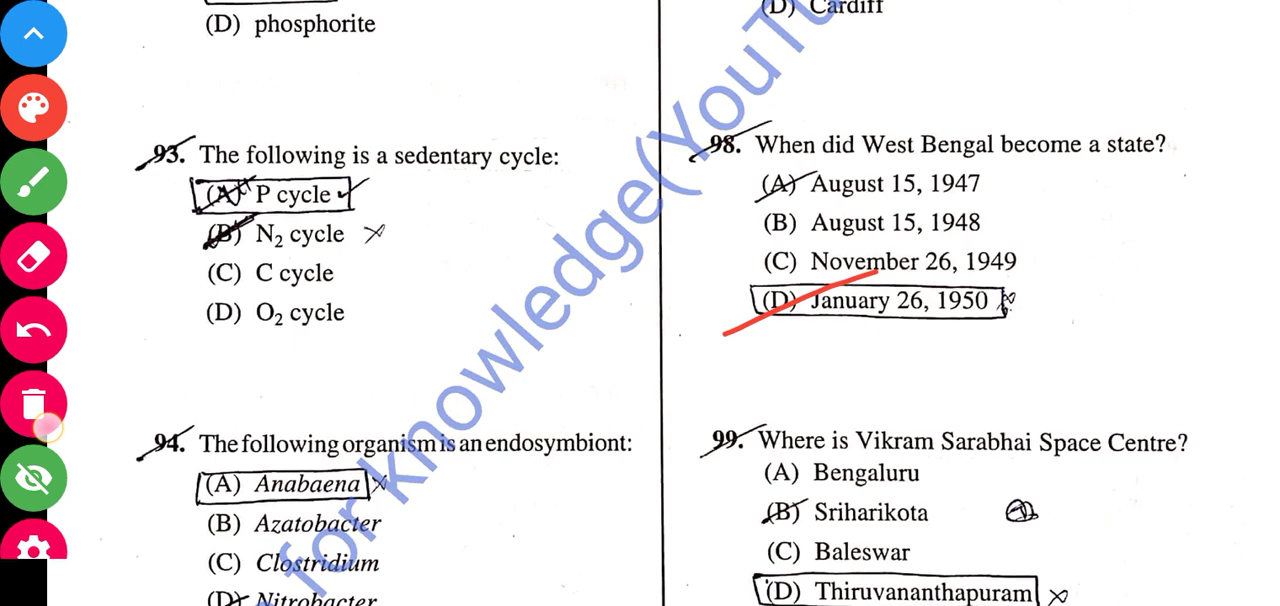 (D) phosphorite
93. The following is a sedentary cycle:
(A) P cycle
(B) N₂ cycle
(C) C cycle
(D) O₂ cycle
94. The following organism is an endosymbiont:
(A) Anabaena
(B) Azatobacter
(C) Clostridium
(D) Nitrobacter
(D) Cardiff
98. When did West Bengal become a state?
(A) August 15, 1947
(B) August 15, 1948
(C) November 26, 1949
(D) January 26, 1950
99. Where is Vikram Sarabhai Space Centre?
(A) Bengaluru
(B) Sriharikota
(C) Baleswar
(D) Thiruvananthapuram
for knowledge(YouTu